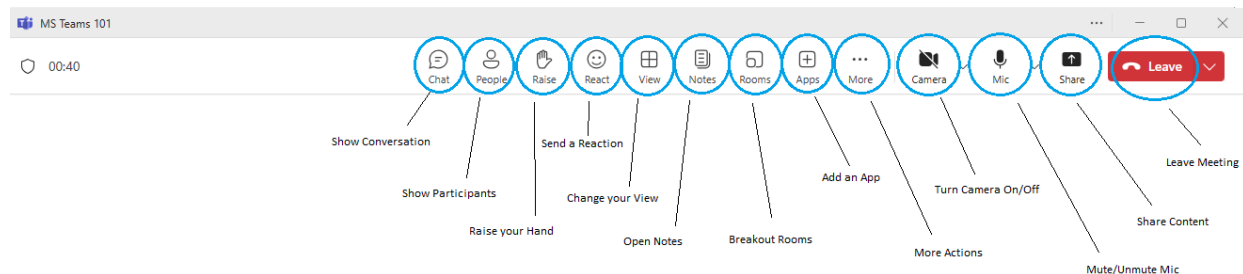 MS Teams 101
00:40
Chat
People
Raise
React
View
Notes
Rooms
Apps
More
Camera
Mic
Share
Leave
Show Conversation
Send a Reaction
Leave Meeting
Add an App
Show Participants
Change your View
Turn Camera On/Off
Share Content
Raise your Hand
Open Notes
Breakout Rooms
More Actions
Mute/Unmute Mic